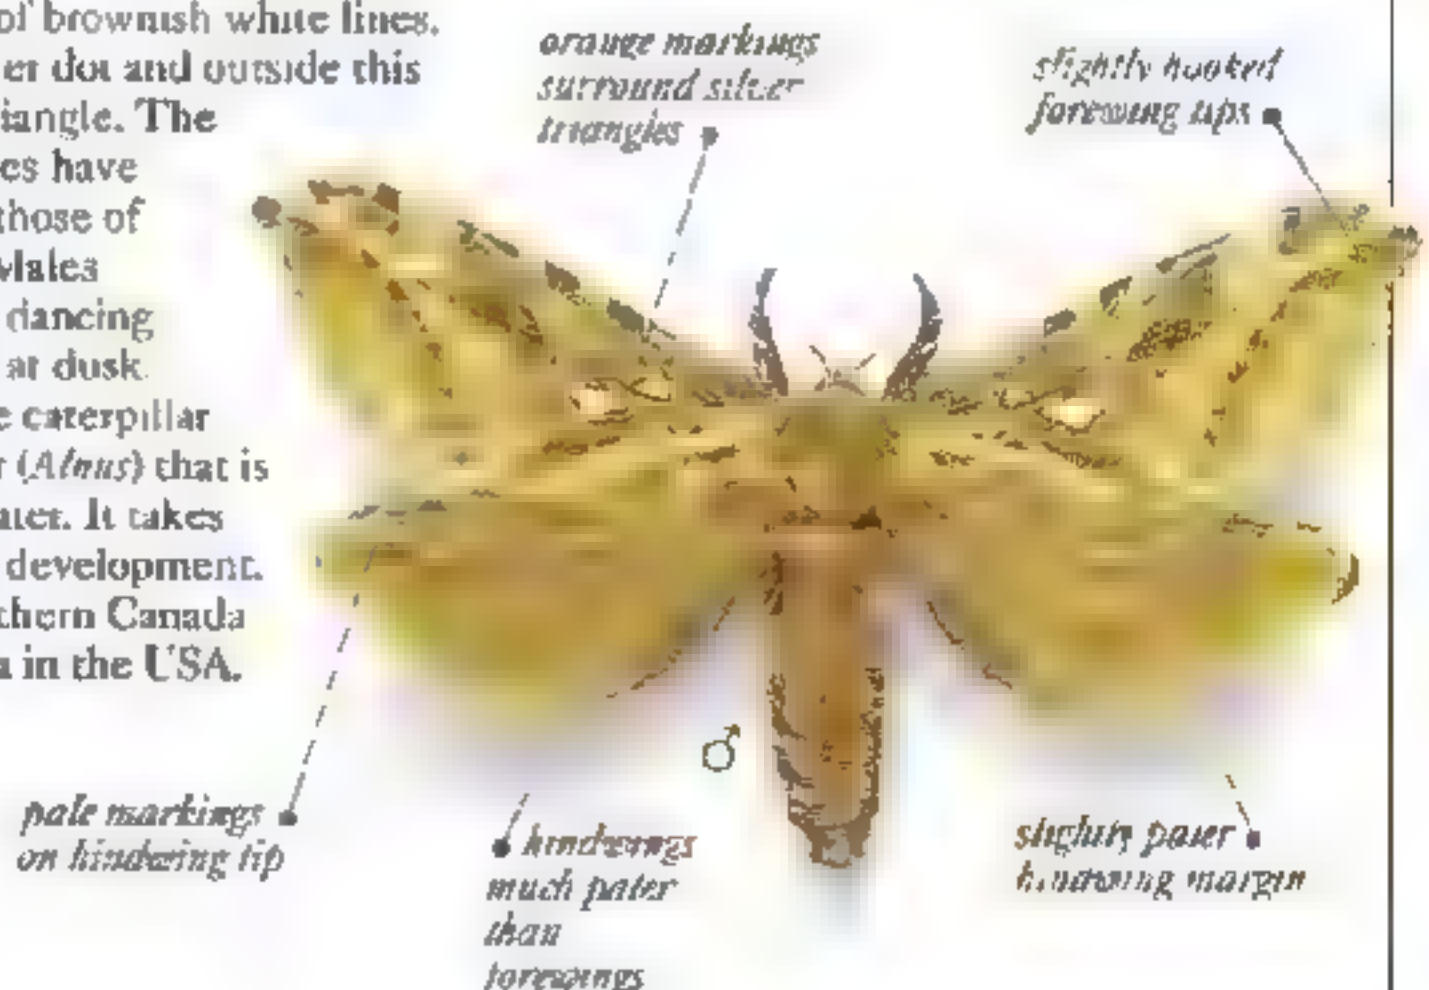 of brownish white lines.
er dot and outside this
iangle. The
es have
those of
Males
dancing
at dusk.
e caterpillar
r (Alnus) that is
ater. It takes
development.
thern Canada
a in the USA.
orange markings
surround silver
triangles
slightly hooked
forewing tips
pale markings
on hindwing tip
♂
hindwings
much paler
than
forewings
slightly paler
hindwing margin